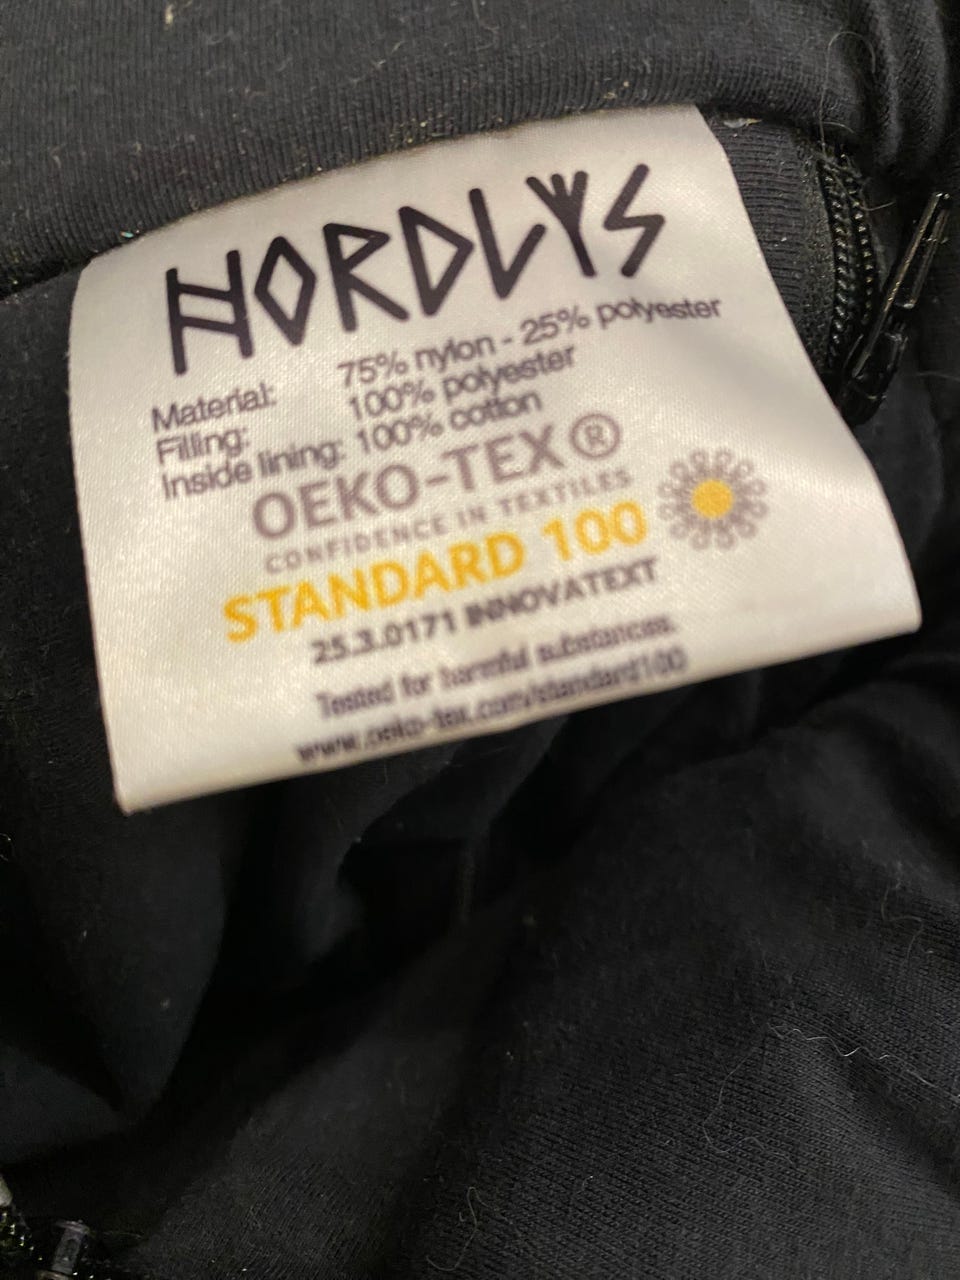 NORDLYS
Material: 75% nylon - 25% polyester
Filling: 100% polyester
Inside lining: 100% cotton
OEKO-TEX®
CONFIDENCE IN TEXTILES
STANDARD 100
25.3.0171 INNOVATEXT
Tested for harmful substances.
www.oeko-tex.com/standard100